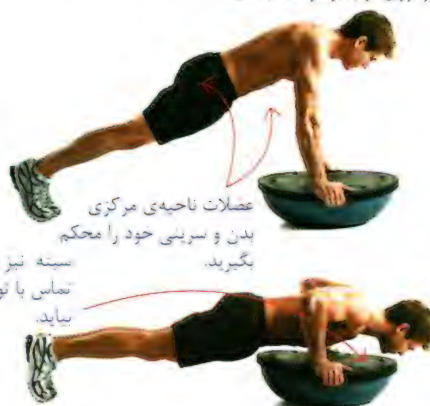 عضلات ناحیه‌ی مرکزی
بدن و سرینی خود را محکم
بگیرید.
سینه نیز
تماس با
بیاید.